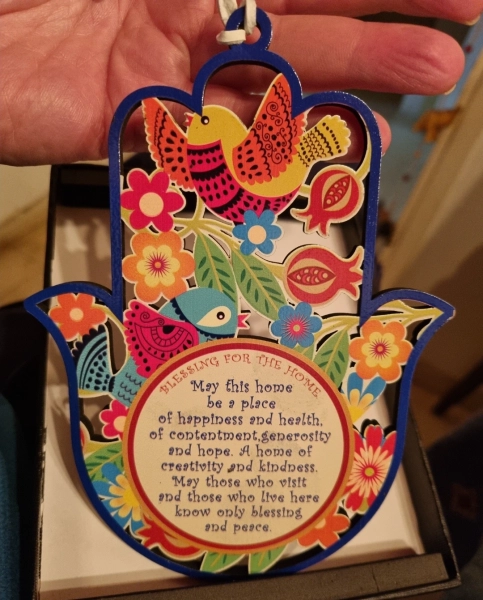 BLESSING FOR THE HOME
May this home
be a place
of happiness and health,
of contentment,generosity
and hope. A home of
creativity and kindness.
May those who visit
and those who live here
know only blessing
and peace.